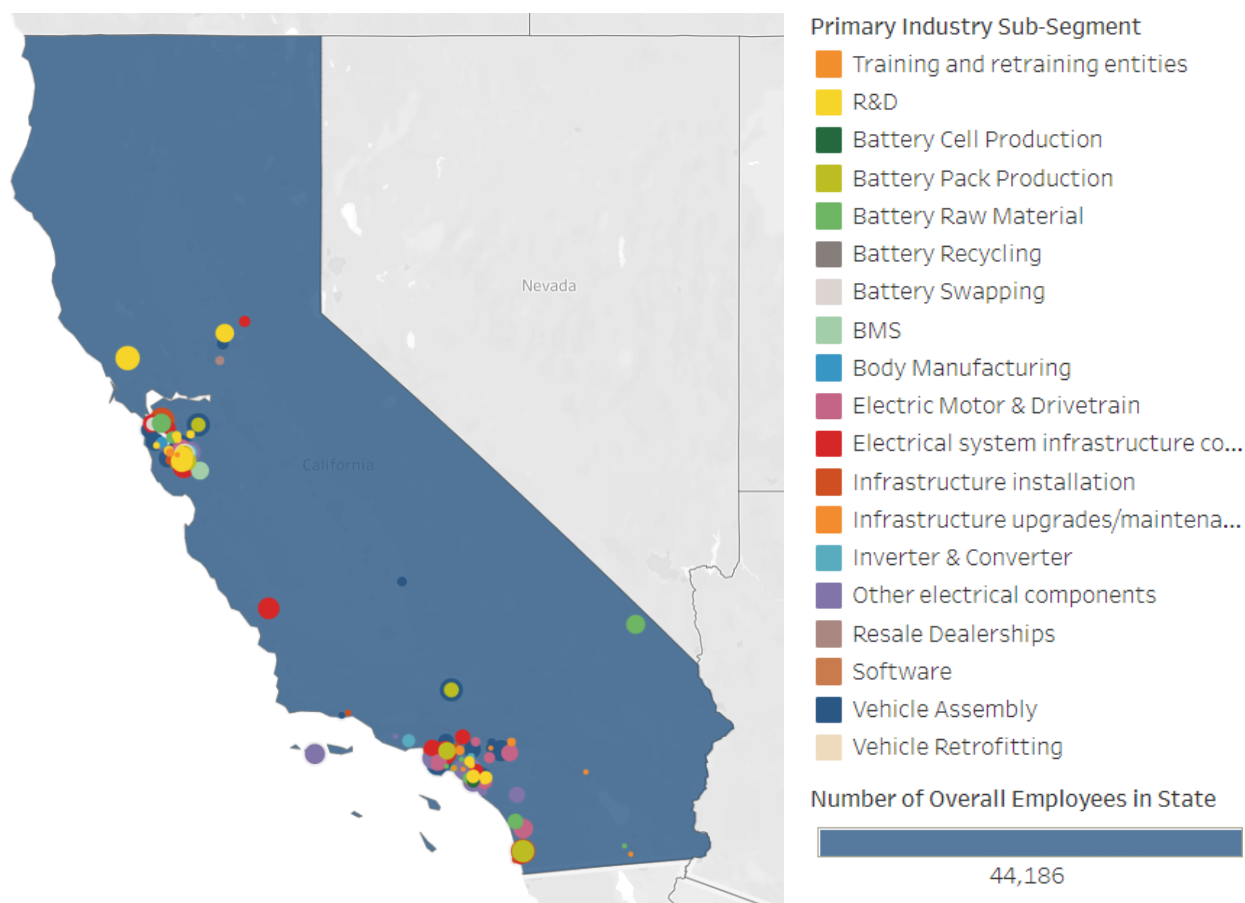 Nevada
California
Primary Industry Sub-Segment
Training and retraining entities
R&D
Battery Cell Production
Battery Pack Production
Battery Raw Material
Battery Recycling
Battery Swapping
BMS
Body Manufacturing
Electric Motor & Drivetrain
Electrical system infrastructure co...
Infrastructure installation
Infrastructure upgrades/maintena...
Inverter & Converter
Other electrical components
Resale Dealerships
Software
Vehicle Assembly
Vehicle Retrofitting
Number of Overall Employees in State
44,186